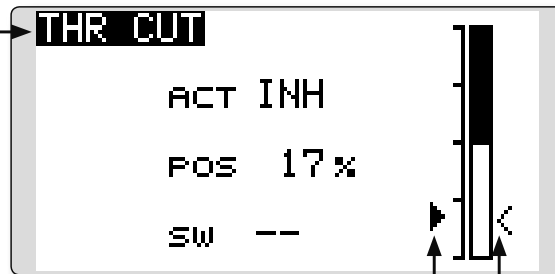 THR CUT
ACT INH
POS 17%
SW --